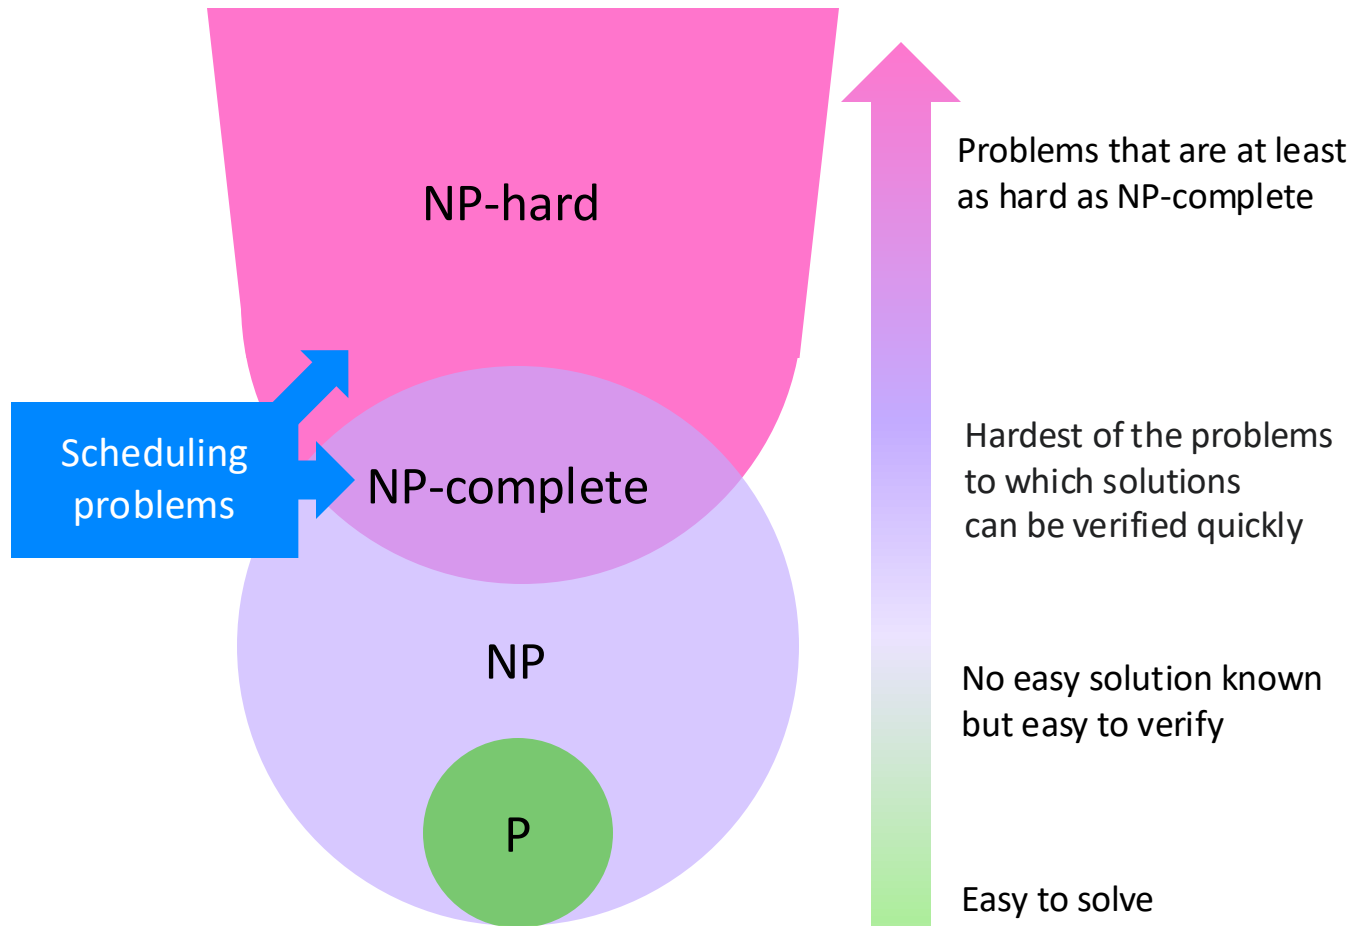 NP-hard
Problems that are at least
as hard as NP-complete
Scheduling
problems
NP-complete
Hardest of the problems
to which solutions
can be verified quickly
NP
No easy solution known
but easy to verify
P
Easy to solve